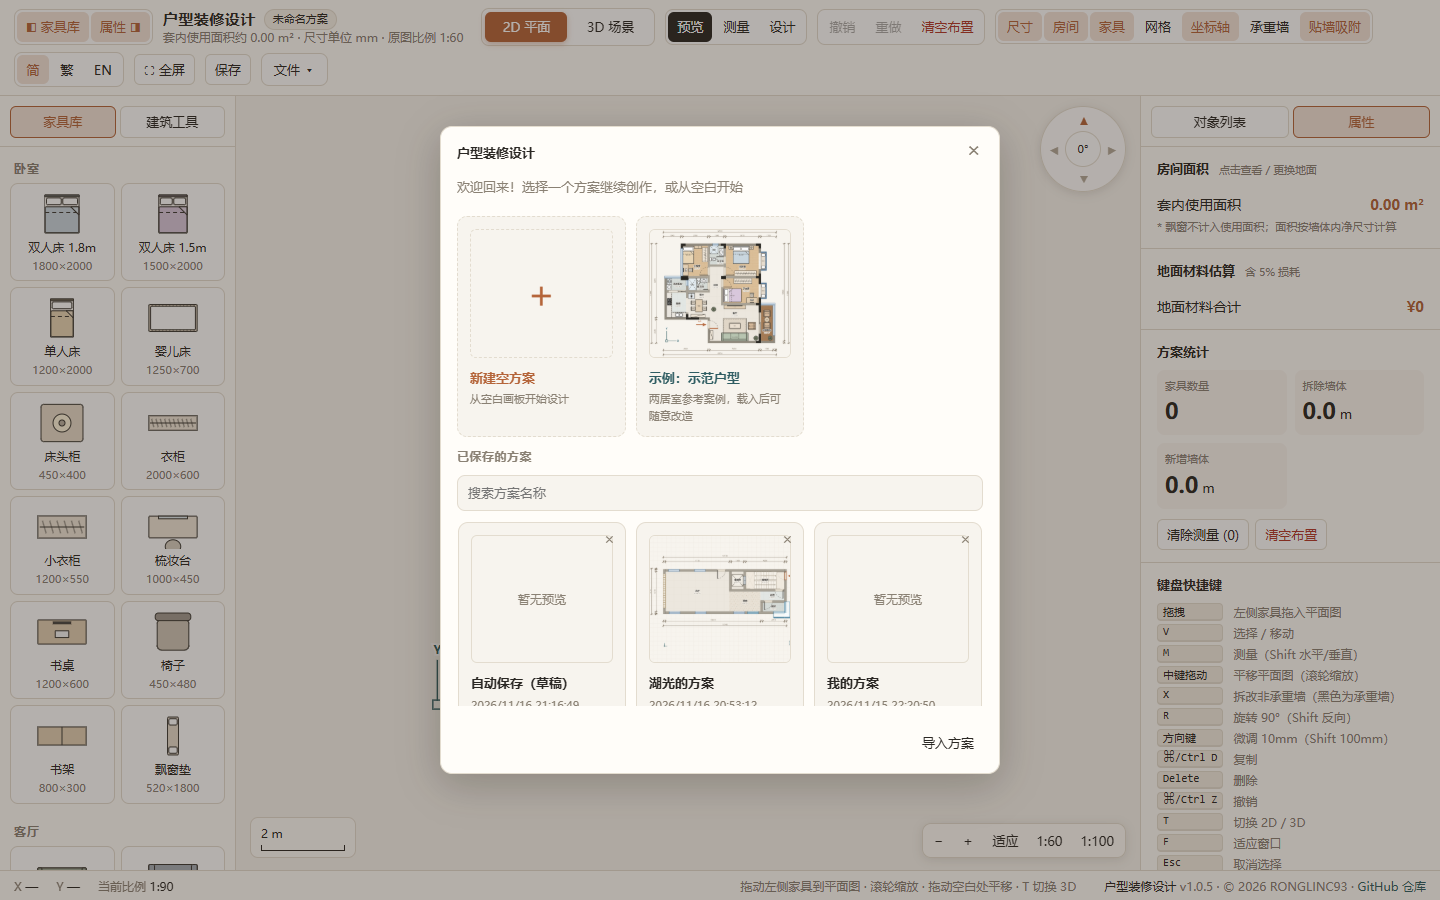 家具库 属性
户型装修设计 未命名方案
套内使用面积约 0.00 m² · 尺寸单位 mm · 原图比例 1:60
2D 平面 3D 场景
预览 测量 设计
撤销 重做 清空布置
尺寸 房间 家具 网格 坐标轴 承重墙 贴墙吸附
简 繁 EN 全屏 保存 文件
家具库 建筑工具
卧室
双人床 1.8m 双人床 1.5m
1800×2000 1500×2000
单人床 婴儿床
1200×2000 1250×700
床头柜 衣柜
450×400 2000×600
小衣柜 梳妆台
1200×550 1000×450
书桌 椅子
1200×600 450×480
书架 飘窗垫
800×300 520×1800
客厅
户型装修设计
欢迎回来！选择一个方案继续创作，或从空白开始
新建空方案
从空白画板开始设计
示例：示范户型
两居室参考案例，载入后可
随意改造
已保存的方案
搜索方案名称
暂无预览 暂无预览
自动保存（草稿） 湖光的方案 我的方案
2026/11/16 21:16:49 2026/11/16 20:53:12 2026/11/15 22:20:50
导入方案
Y
0°
2 m
− + 适应 1:60 1:100
对象列表 属性
房间面积 点击查看 / 更换地面
套内使用面积 0.00 m²
* 飘窗不计入使用面积；面积按墙体内净尺寸计算
地面材料估算 含 5% 损耗
地面材料合计 ¥0
方案统计
家具数量 拆除墙体
0 0.0 m
新增墙体
0.0 m
清除测量 (0) 清空布置
键盘快捷键
拖拽 左侧家具拖入平面图
V 选择 / 移动
M 测量（Shift 水平/垂直）
中键拖动 平移平面图（滚轮缩放）
X 拆改非承重墙（黑色为承重墙）
R 旋转 90°（Shift 反向）
方向键 微调 10mm（Shift 100mm）
⌘/Ctrl D 复制
Delete 删除
⌘/Ctrl Z 撤销
T 切换 2D / 3D
F 适应窗口
Esc 取消选择
X — Y — 当前比例 1:90
拖动左侧家具到平面图 · 滚轮缩放 · 拖动空白处平移 · T 切换 3D
户型装修设计 v1.0.5 · © 2026 RONGLINC93 · GitHub 仓库